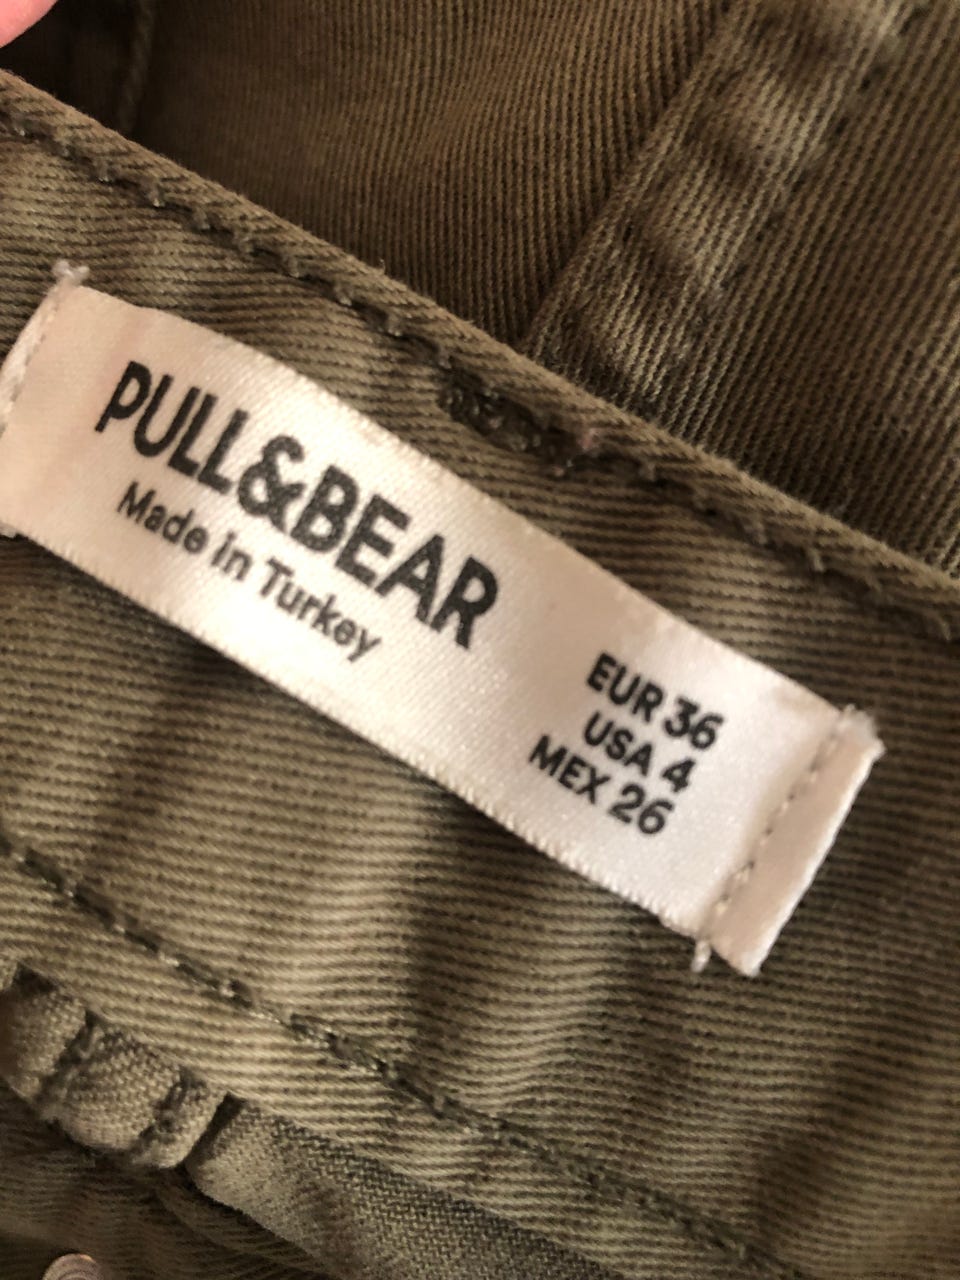 PULL&BEAR
Made in Turkey
EUR 36
USA 4
MEX 26